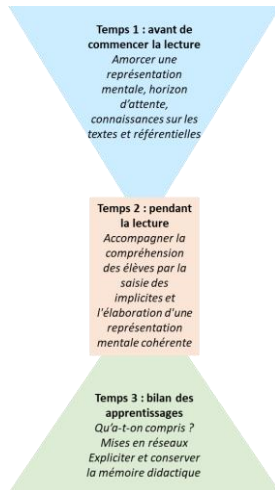 Temps 1 : avant de
commencer la lecture
Amorcer une
représentation
mentale, horizon
d'attente,
connaissances sur les
textes et référentielles
Temps 2 : pendant
la lecture
Accompagner la
compréhension
des élèves par la
saisie des
implicites et
l'élaboration d'une
représentation
mentale cohérente
Temps 3 : bilan des
apprentissages
Qu'a-t-on compris ?
Mises en réseaux
Expliciter et conserver
la mémoire didactique